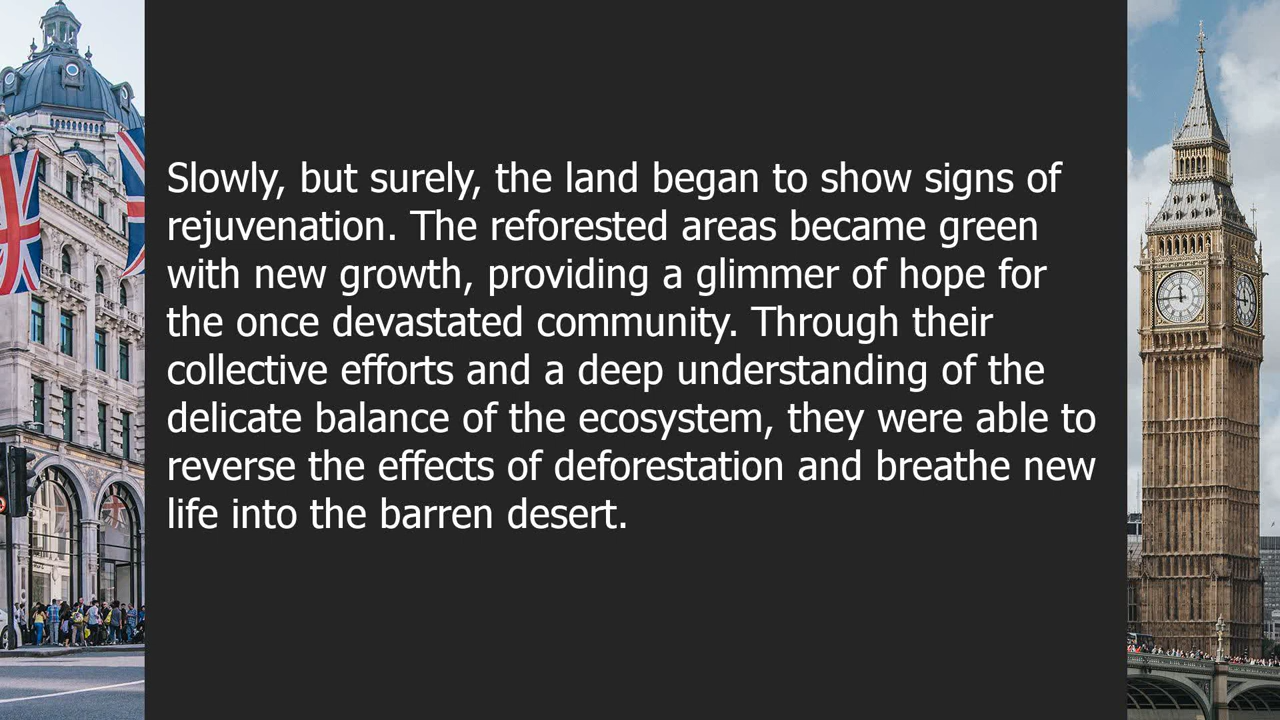 Slowly, but surely, the land began to show signs of
rejuvenation. The reforested areas became green
with new growth, providing a glimmer of hope for
the once devastated community. Through their
collective efforts and a deep understanding of the
delicate balance of the ecosystem, they were able to
reverse the effects of deforestation and breathe new
life into the barren desert.